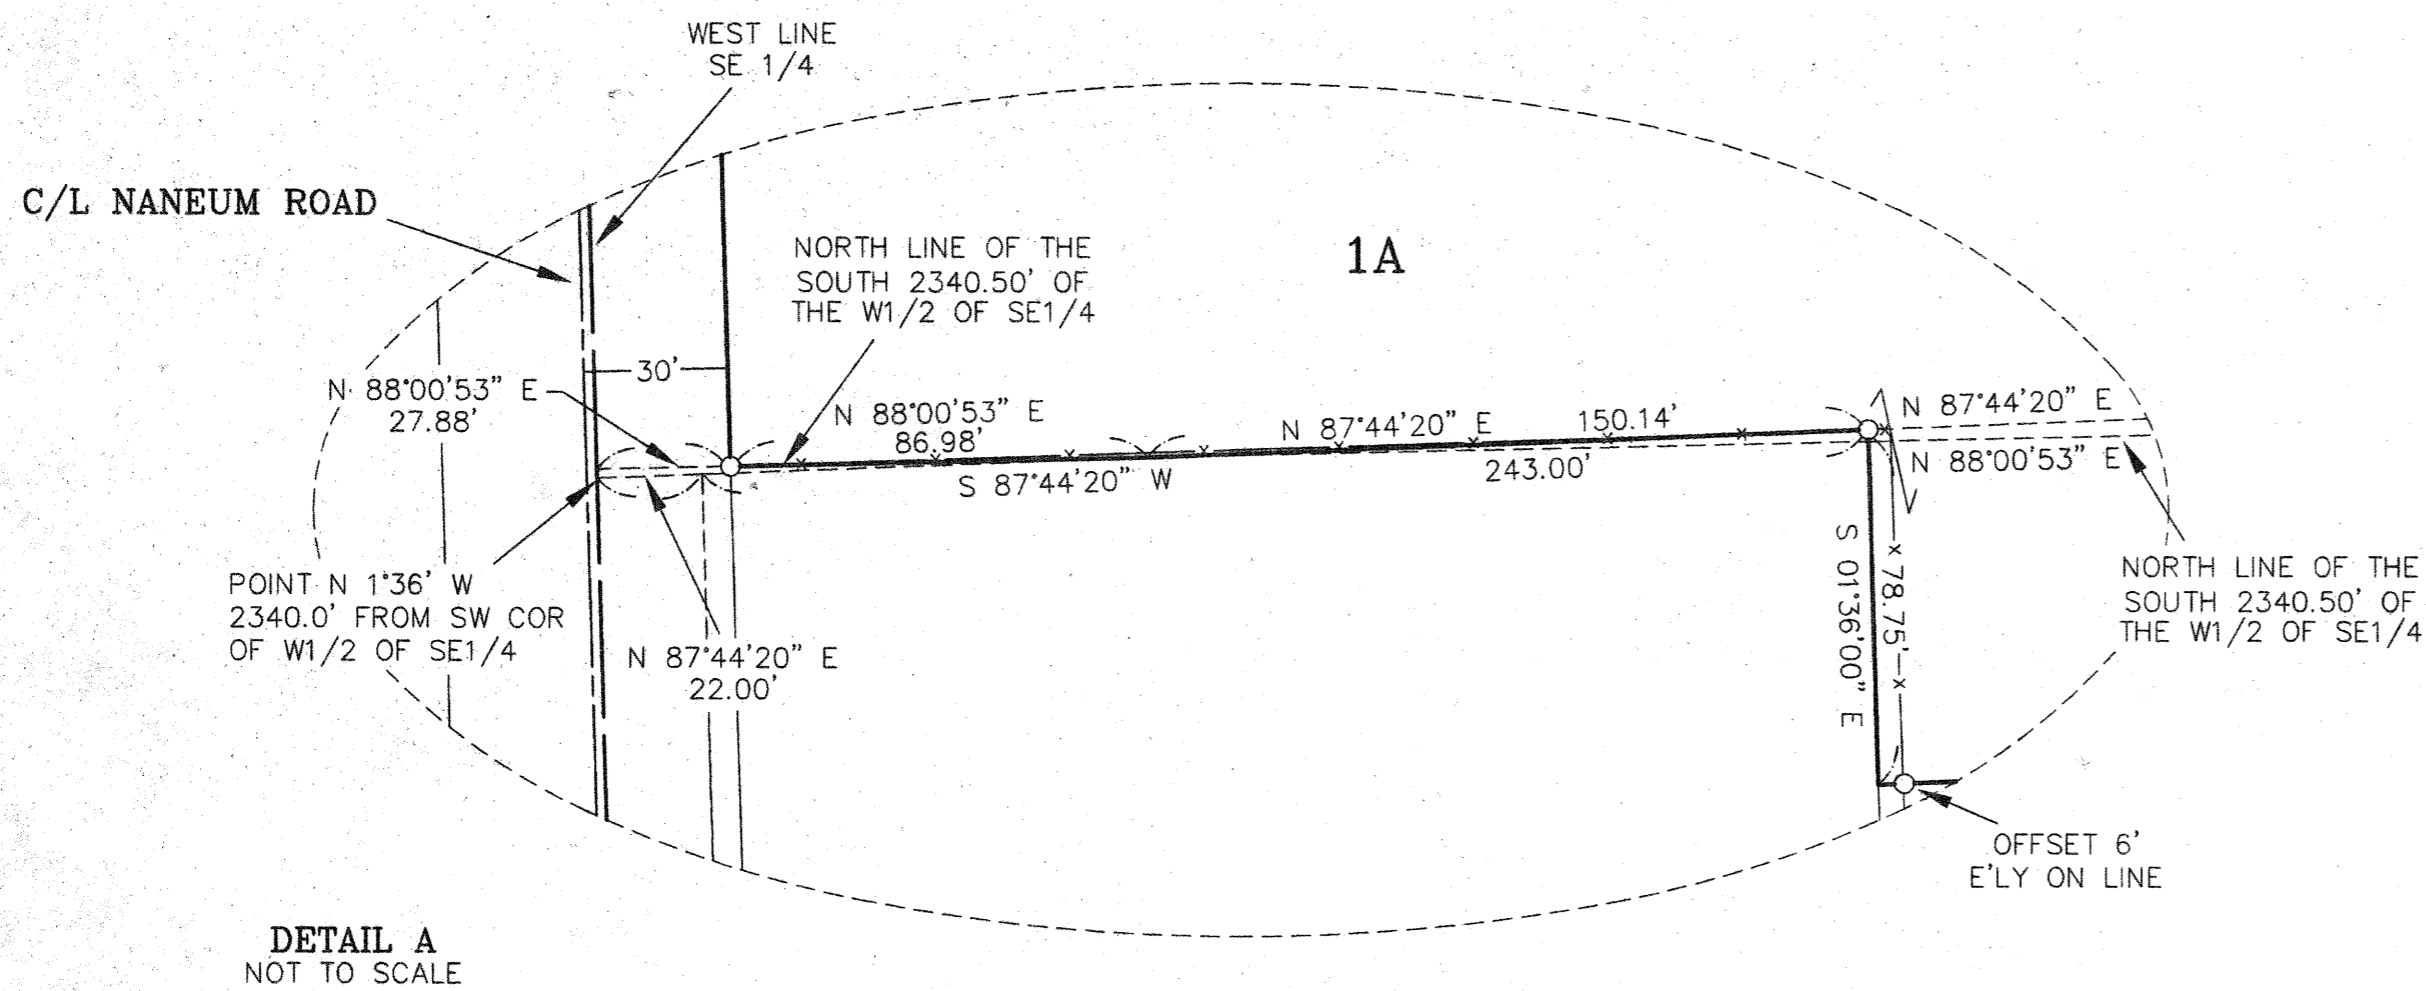 WEST LINE
SE 1/4
C/L NANEUM ROAD
NORTH LINE OF THE
SOUTH 2340.50' OF
THE W1/2 OF SE1/4
1A
30'
N 88°00'53" E
27.88'
N 88°00'53" E
86.98'
N 87°44'20" E 150.14'
N 87°44'20" E
S 87°44'20" W
243.00'
N 88°00'53" E
POINT N 1°36' W
2340.0' FROM SW COR
OF W1/2 OF SE1/4
N 87°44'20" E
22.00'
S 01°36'00" E
78.75'
NORTH LINE OF THE
SOUTH 2340.50' OF
THE W1/2 OF SE1/4
OFFSET 6'
E'LY ON LINE
DETAIL A
NOT TO SCALE